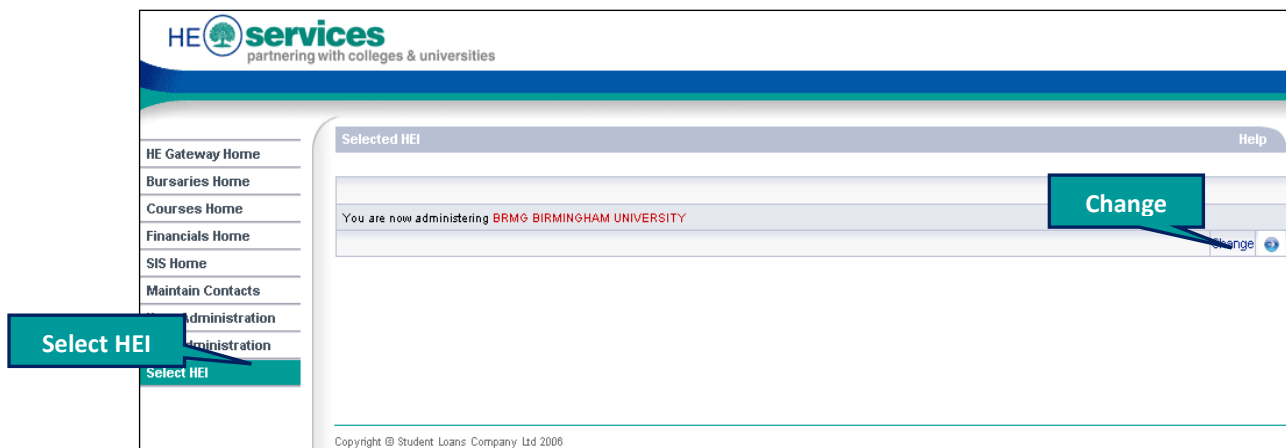 HE services
partnering with colleges & universities
Selected HEI Help
HE Gateway Home
Bursaries Home
Courses Home
Financials Home
SIS Home
Maintain Contacts
Administration
Administration
Select HEI
You are now administering BRMG BIRMINGHAM UNIVERSITY
Change
Change
Select HEI
Copyright © Student Loans Company Ltd 2006